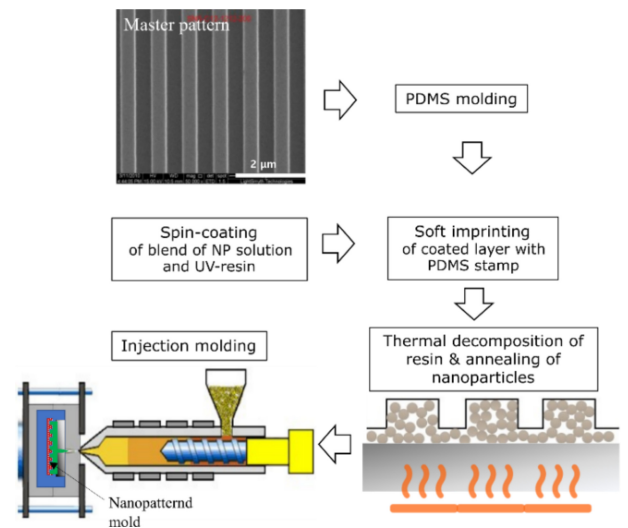 Master pattern
2 μm
PDMS molding
Spin-coating
of blend of NP solution
and UV-resin
Soft imprinting
of coated layer with
PDMS stamp
Injection molding
Thermal decomposition of
resin & annealing of
nanoparticles
Nanopatternd
mold